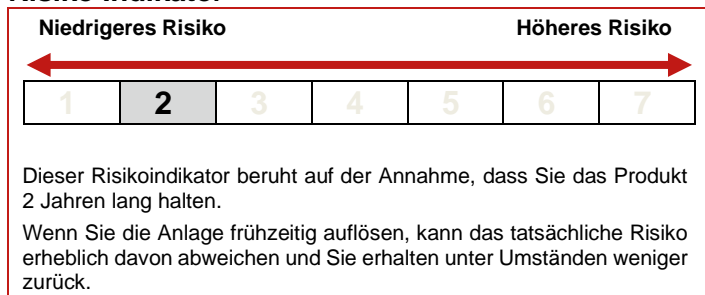 Risiko-Indikator
Niedrigeres Risiko Höheres Risiko
1 2 3 4 5 6 7
Dieser Risikoindikator beruht auf der Annahme, dass Sie das Produkt
2 Jahren lang halten.
Wenn Sie die Anlage frühzeitig auflösen, kann das tatsächliche Risiko
erheblich davon abweichen und Sie erhalten unter Umständen weniger
zurück.